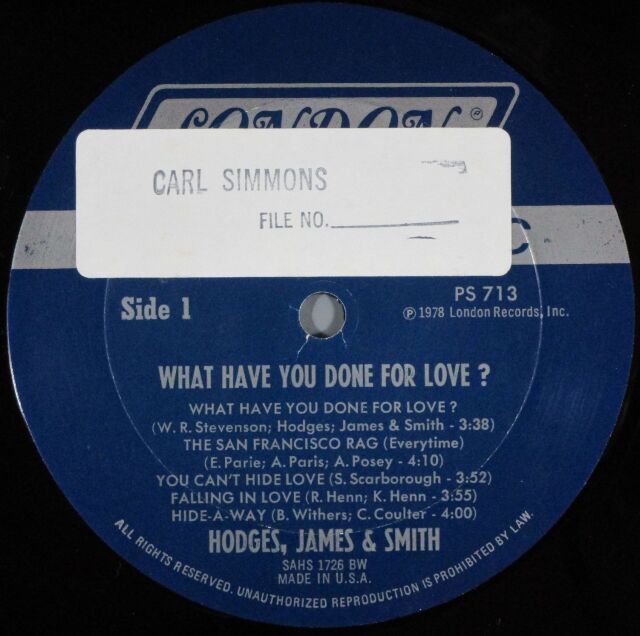 LONDON ®
CARL SIMMONS
FILE NO.
Side 1
PS 713
℗ 1978 London Records, Inc.
WHAT HAVE YOU DONE FOR LOVE ?
WHAT HAVE YOU DONE FOR LOVE ?
(W. R. Stevenson; Hodges; James & Smith - 3:38)
THE SAN FRANCISCO RAG (Everytime)
(E. Parie; A. Paris; A. Posey - 4:10)
YOU CAN'T HIDE LOVE (S. Scarborough - 3:52)
FALLING IN LOVE (R. Henn; K. Henn - 3:55)
HIDE-A-WAY (B. Withers; C. Coulter - 4:00)
HODGES, JAMES & SMITH
SAHS 1726 BW
MADE IN U.S.A.
ALL RIGHTS RESERVED. UNAUTHORIZED REPRODUCTION IS PROHIBITED BY LAW.